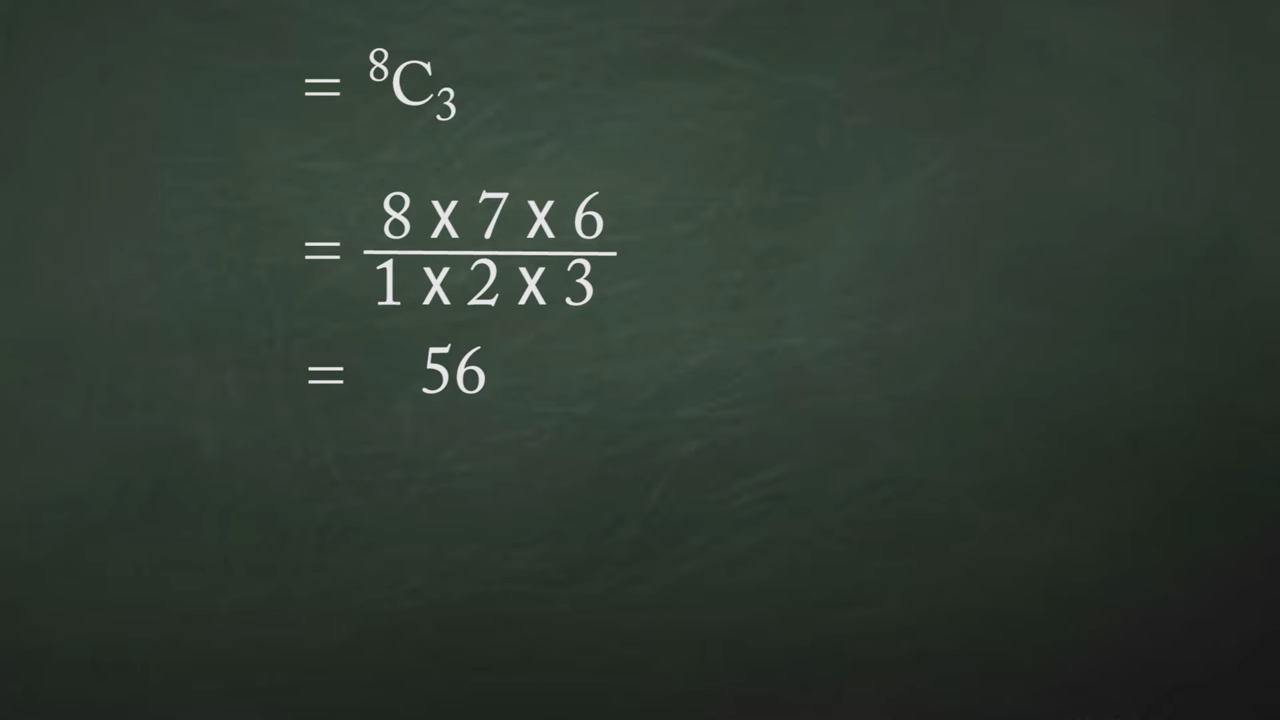 = ⁸C₃
= 8 x 7 x 6
1 x 2 x 3
= 56